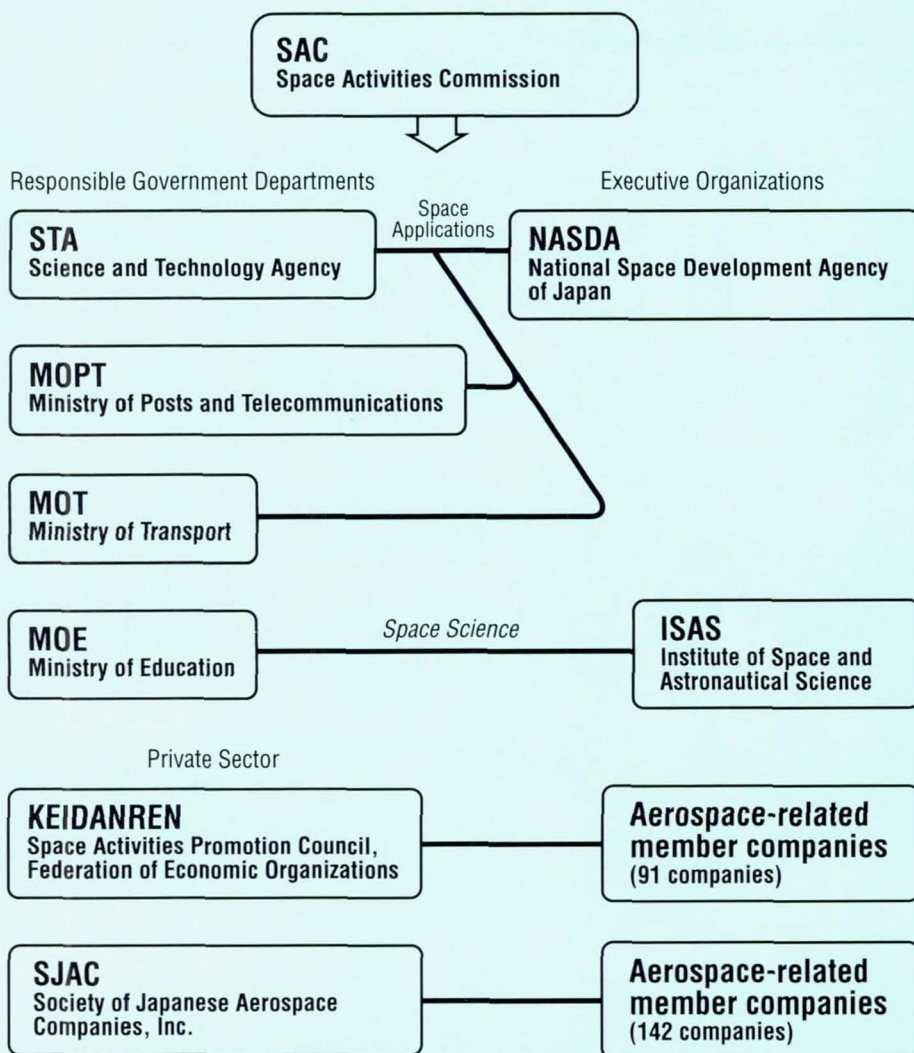 SAC
Space Activities Commission
Responsible Government Departments
Space
Applications
Executive Organizations
STA
Science and Technology Agency
NASDA
National Space Development Agency
of Japan
MOPT
Ministry of Posts and Telecommunications
MOT
Ministry of Transport
MOE
Ministry of Education
Space Science
ISAS
Institute of Space and
Astronautical Science
Private Sector
KEIDANREN
Space Activities Promotion Council,
Federation of Economic Organizations
Aerospace-related
member companies
(91 companies)
SJAC
Society of Japanese Aerospace
Companies, Inc.
Aerospace-related
member companies
(142 companies)